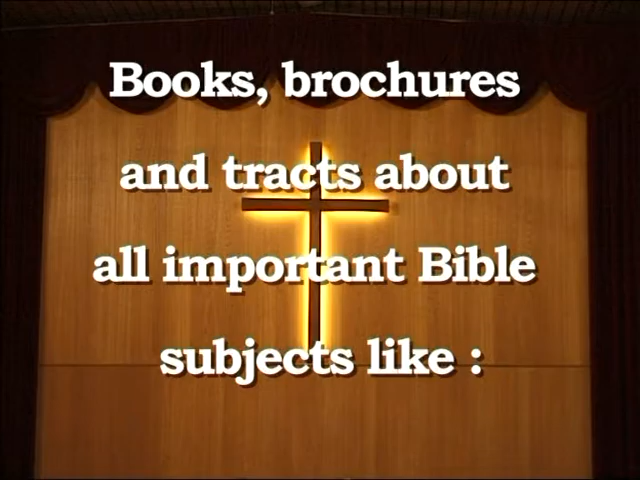 Books, brochures
and tracts about
all important Bible
subjects like :